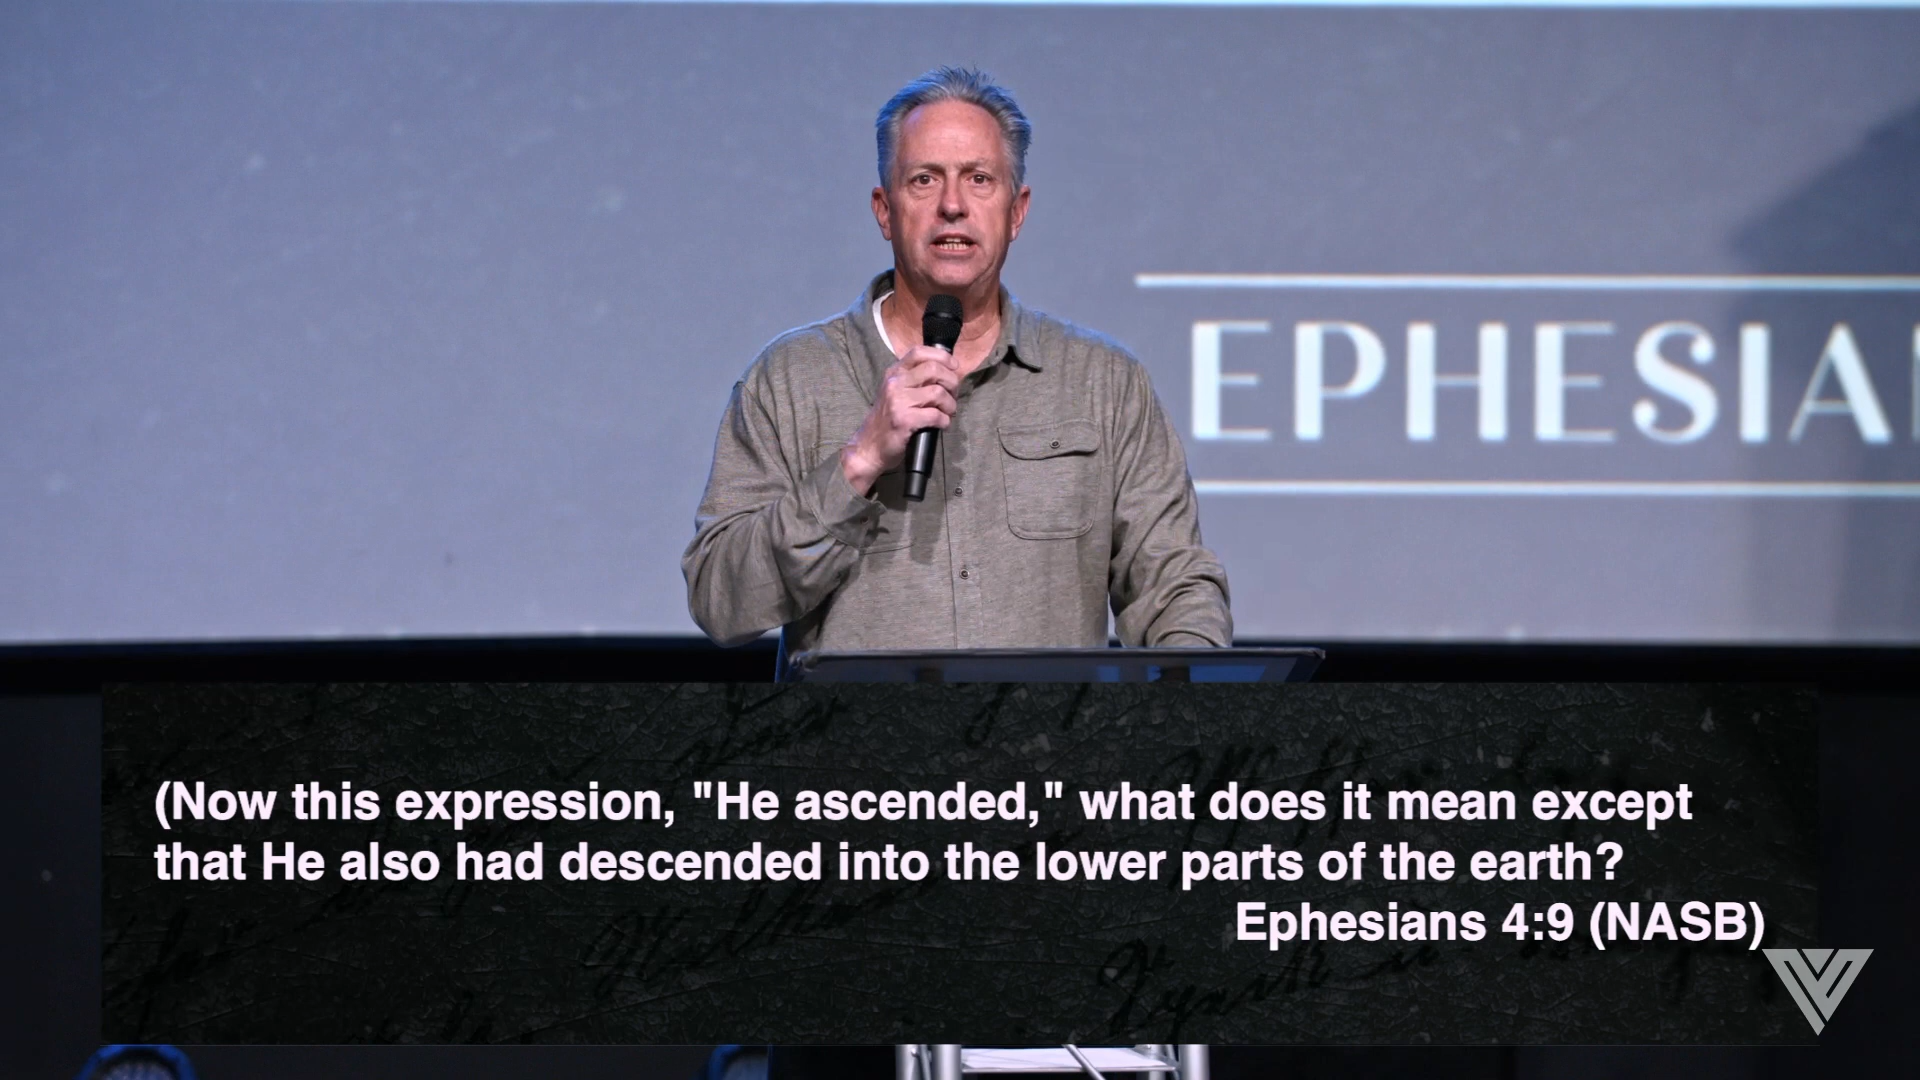 EPHESIA
(Now this expression, "He ascended," what does it mean except
that He also had descended into the lower parts of the earth?
Ephesians 4:9 (NASB)